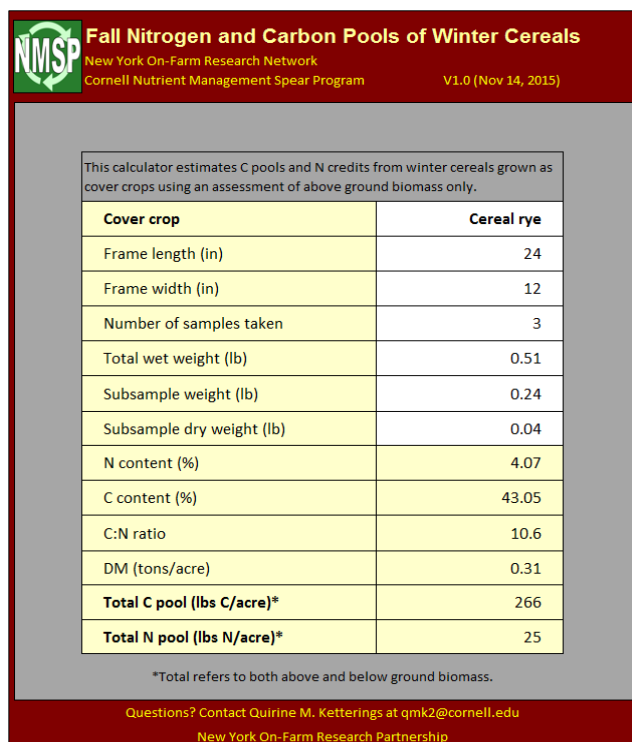 NMSP
Fall Nitrogen and Carbon Pools of Winter Cereals
New York On-Farm Research Network
Cornell Nutrient Management Spear Program V1.0 (Nov 14, 2015)
This calculator estimates C pools and N credits from winter cereals grown as
cover crops using an assessment of above ground biomass only.
Cover crop Cereal rye
Frame length (in) 24
Frame width (in) 12
Number of samples taken 3
Total wet weight (lb) 0.51
Subsample weight (lb) 0.24
Subsample dry weight (lb) 0.04
N content (%) 4.07
C content (%) 43.05
C:N ratio 10.6
DM (tons/acre) 0.31
Total C pool (lbs C/acre)* 266
Total N pool (lbs N/acre)* 25
*Total refers to both above and below ground biomass.
Questions? Contact Quirine M. Ketterings at qmk2@cornell.edu
New York On-Farm Research Partnership